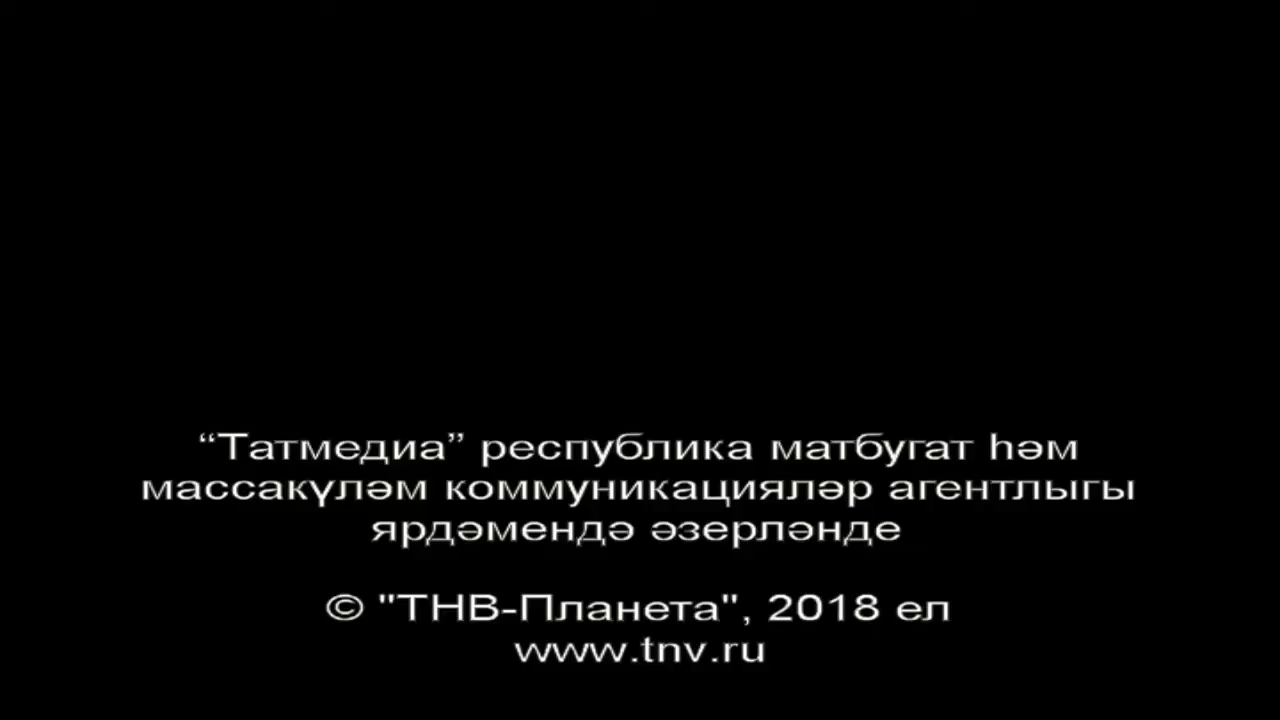 “Татмедиа” республика матбугат һәм
массакүләм коммуникацияләр агентлыгы
ярдәмендә әзерләнде
© "ТНВ-Планета", 2018 ел
www.tnv.ru